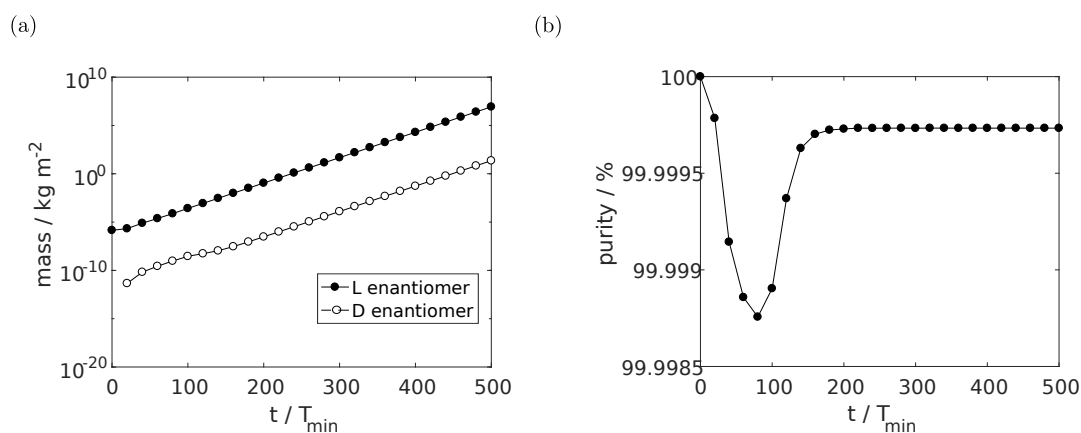 (a)
10^10
10^0
10^-10
10^-20
mass / kg m^-2
L enantiomer
D enantiomer
0 100 200 300 400 500
t / T_min
(b)
100
99.9995
99.999
99.9985
purity / %
0 100 200 300 400 500
t / T_min